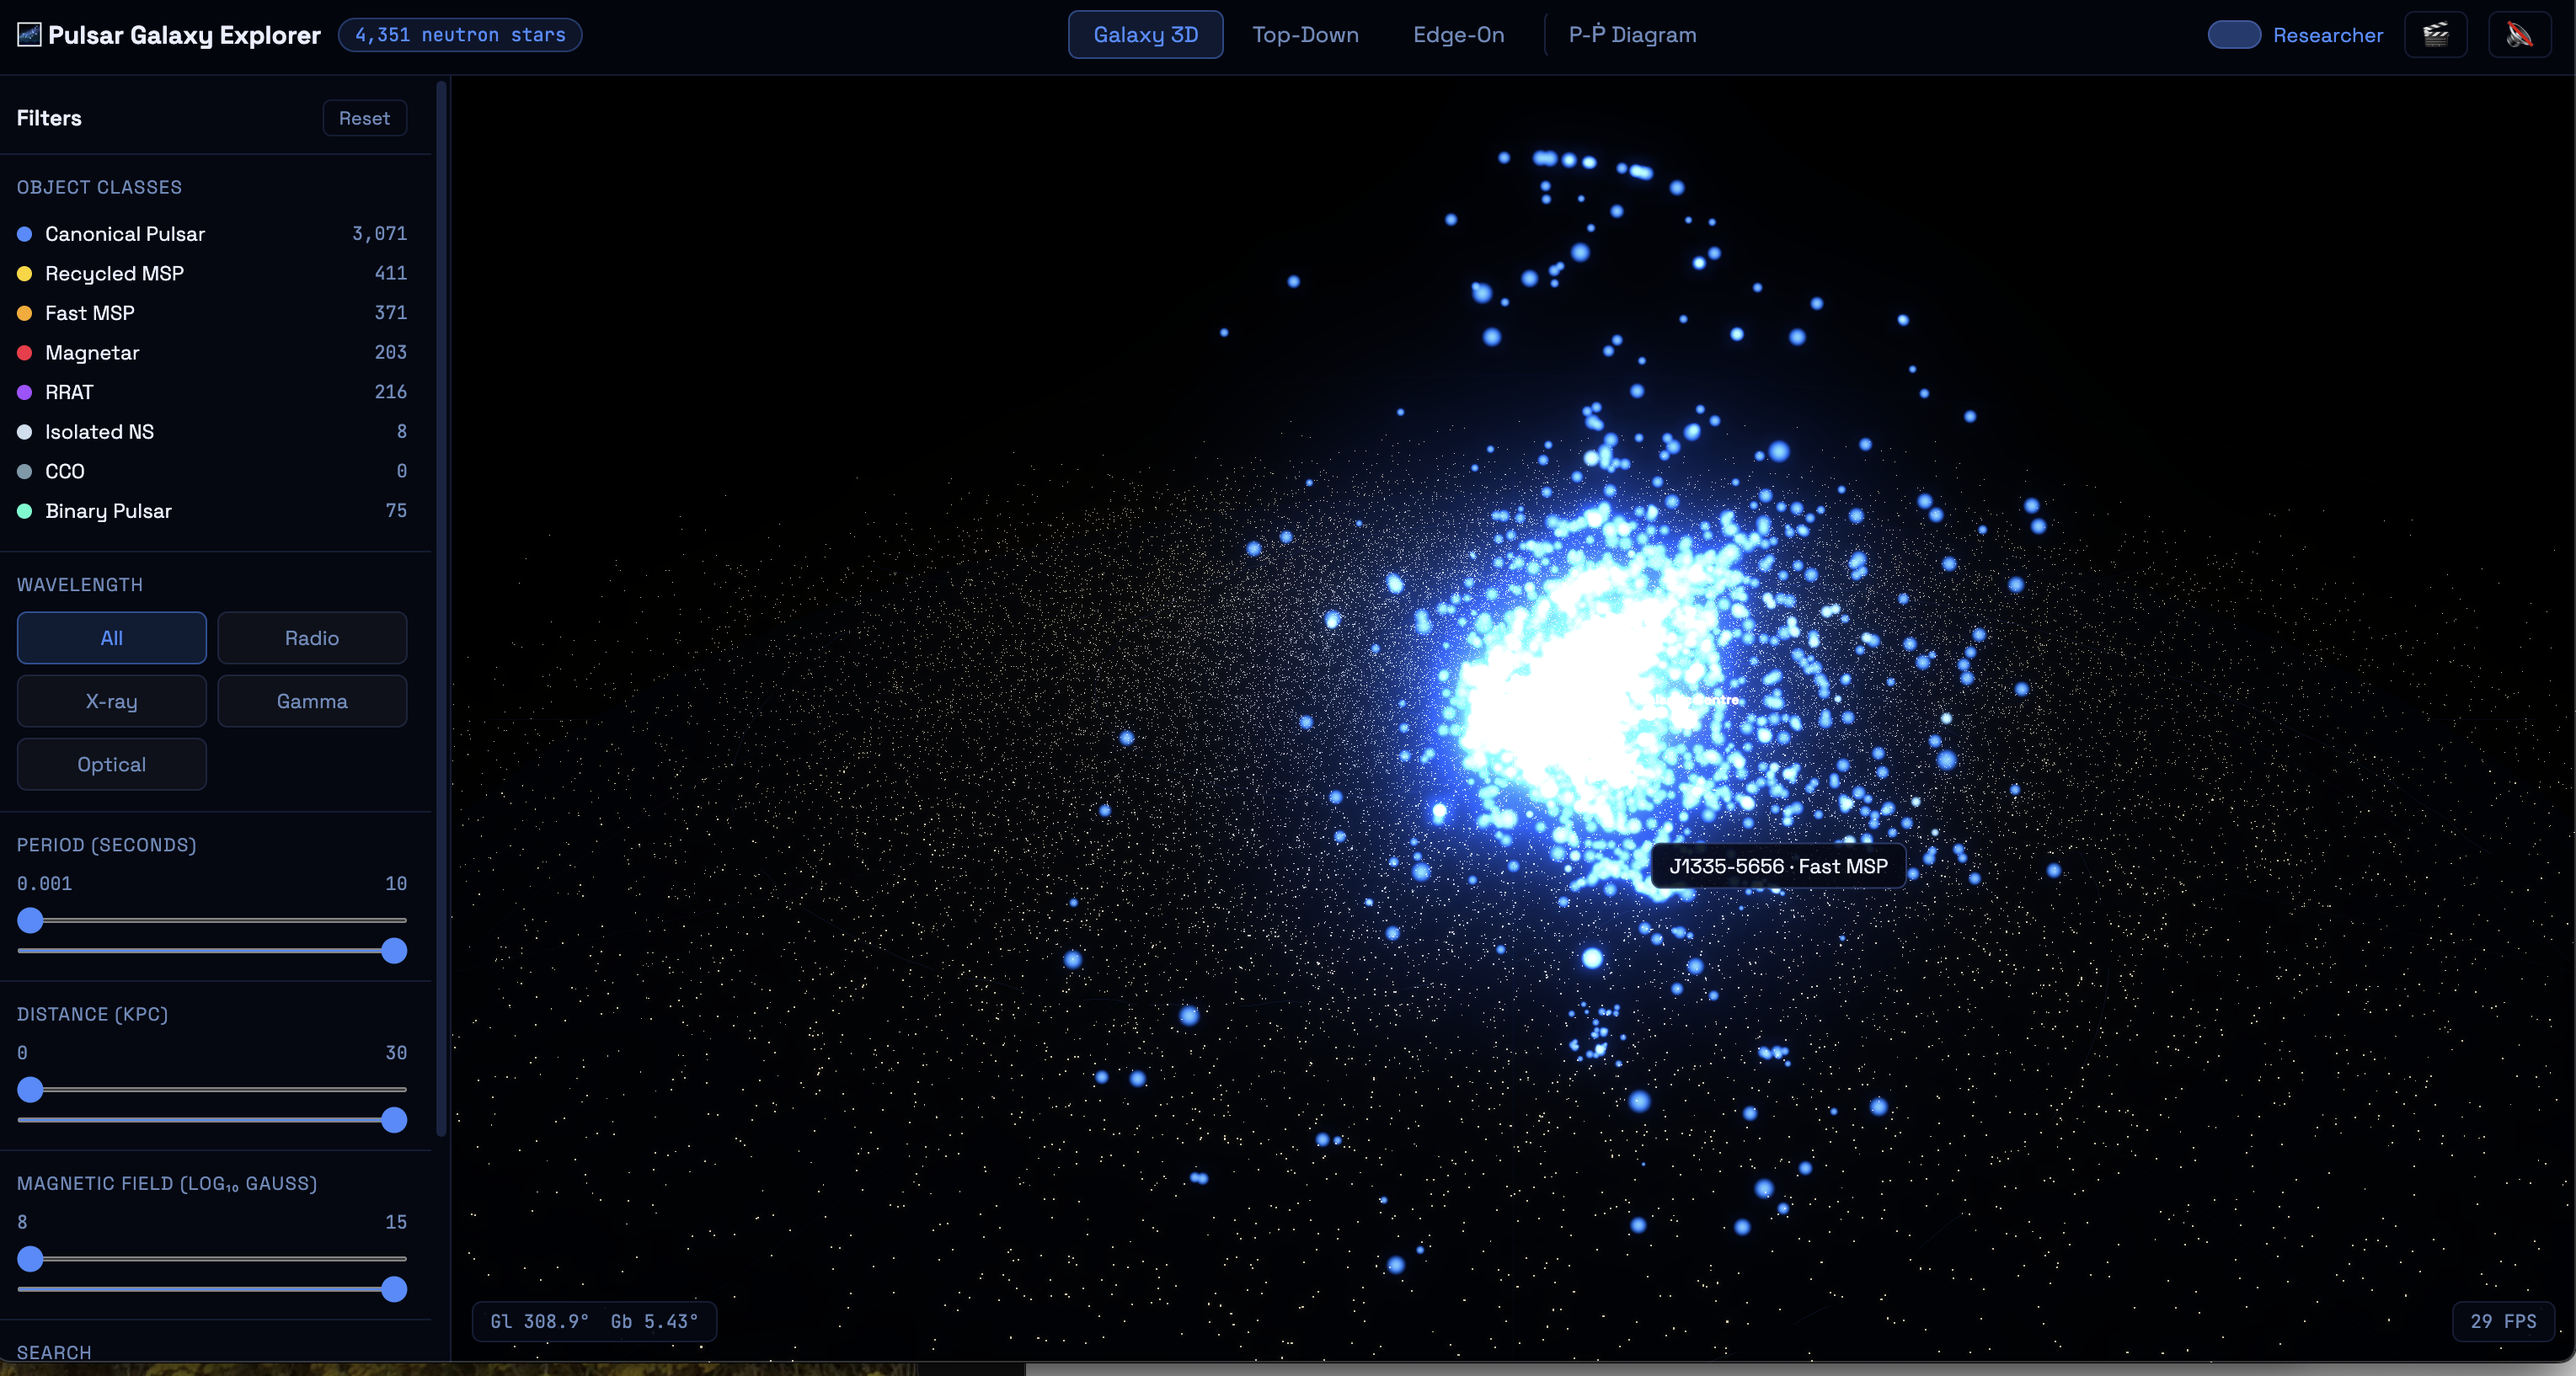 Pulsar Galaxy Explorer
4,351 neutron stars
Galaxy 3D
Top-Down
Edge-On
P-Ṗ Diagram
Researcher
Filters
Reset
OBJECT CLASSES
Canonical Pulsar 3,071
Recycled MSP 411
Fast MSP 371
Magnetar 203
RRAT 216
Isolated NS 8
CCO 0
Binary Pulsar 75
WAVELENGTH
All
Radio
X-ray
Gamma
Optical
PERIOD (SECONDS)
0.001 10
DISTANCE (KPC)
0 30
MAGNETIC FIELD (LOG₁₀ GAUSS)
8 15
SEARCH
J1335-5656 · Fast MSP
Gl 308.9° Gb 5.43°
29 FPS